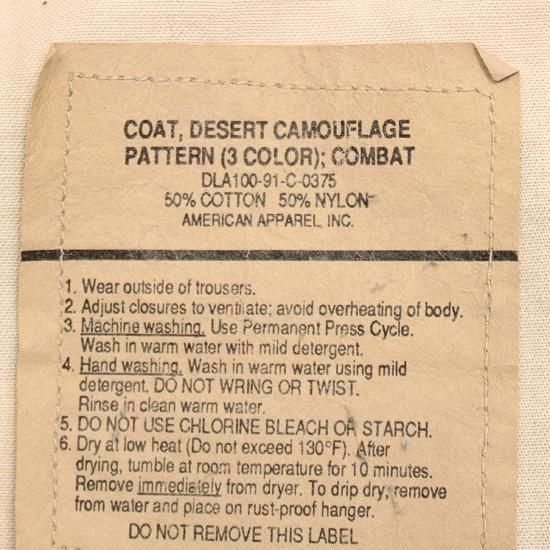 COAT, DESERT CAMOUFLAGE
PATTERN (3 COLOR); COMBAT
DLA100-91-C-0375
50% COTTON 50% NYLON
AMERICAN APPAREL, INC.
1. Wear outside of trousers.
2. Adjust closures to ventilate; avoid overheating of body.
3. Machine washing. Use Permanent Press Cycle.
Wash in warm water with mild detergent.
4. Hand washing. Wash in warm water using mild
detergent. DO NOT WRING OR TWIST.
Rinse in clean warm water.
5. DO NOT USE CHLORINE BLEACH OR STARCH.
6. Dry at low heat (Do not exceed 130°F). After
drying, tumble at room temperature for 10 minutes.
Remove immediately from dryer. To drip dry, remove
from water and place on rust-proof hanger.
DO NOT REMOVE THIS LABEL